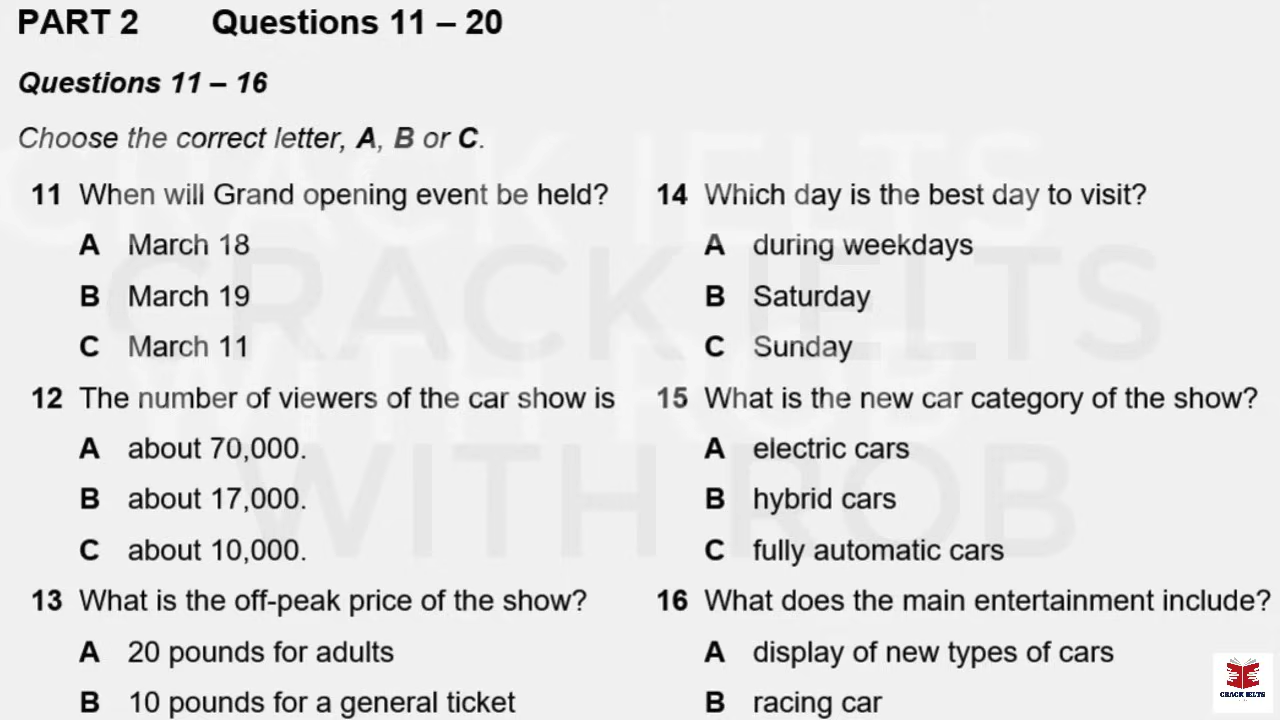 PART 2 Questions 11 – 20
Questions 11 – 16
Choose the correct letter, A, B or C.
11 When will Grand opening event be held?
A March 18
B March 19
C March 11
12 The number of viewers of the car show is
A about 70,000.
B about 17,000.
C about 10,000.
13 What is the off-peak price of the show?
A 20 pounds for adults
B 10 pounds for a general ticket
14 Which day is the best day to visit?
A during weekdays
B Saturday
C Sunday
15 What is the new car category of the show?
A electric cars
B hybrid cars
C fully automatic cars
16 What does the main entertainment include?
A display of new types of cars
B racing car
CRACK IELTS
WITH ROB
CRACK IELTS
WITH ROB
CRACK IELTS